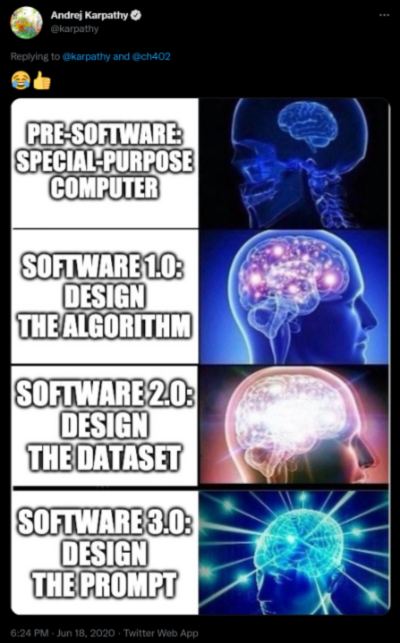 Andrej Karpathy
@karpathy
Replying to @karpathy and @ch402
😂👍
PRE-SOFTWARE:
SPECIAL-PURPOSE
COMPUTER
SOFTWARE 1.0:
DESIGN
THE ALGORITHM
SOFTWARE 2.0:
DESIGN
THE DATASET
SOFTWARE 3.0:
DESIGN
THE PROMPT
6:24 PM · Jun 18, 2020 · Twitter Web App